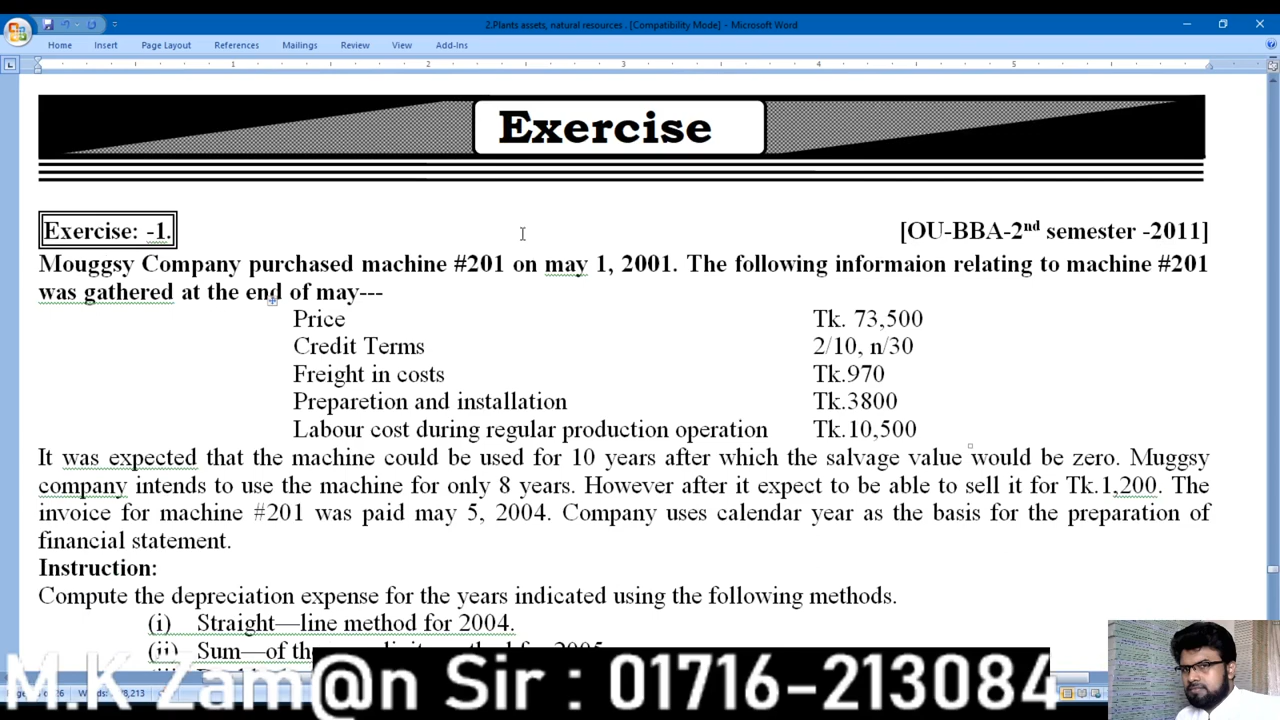 2.Plants assets, natural resources . [Compatibility Mode] - Microsoft Word
Home Insert Page Layout References Mailings Review View Add-Ins
1 2 3 4 5
Exercise
Exercise: -1. [OU-BBA-2nd semester -2011]
Mouggsy Company purchased machine #201 on may 1, 2001. The following informaion relating to machine #201
was gathered at the end of may---
Price Tk. 73,500
Credit Terms 2/10, n/30
Freight in costs Tk.970
Preparetion and installation Tk.3800
Labour cost during regular production operation Tk.10,500
It was expected that the machine could be used for 10 years after which the salvage value would be zero. Muggsy
company intends to use the machine for only 8 years. However after it expect to be able to sell it for Tk.1,200. The
invoice for machine #201 was paid may 5, 2004. Company uses calendar year as the basis for the preparation of
financial statement.
Instruction:
Compute the depreciation expense for the years indicated using the following methods.
(i) Straight—line method for 2004.
(ii) Sum—of the
M.K Zam@n Sir : 01716-213084